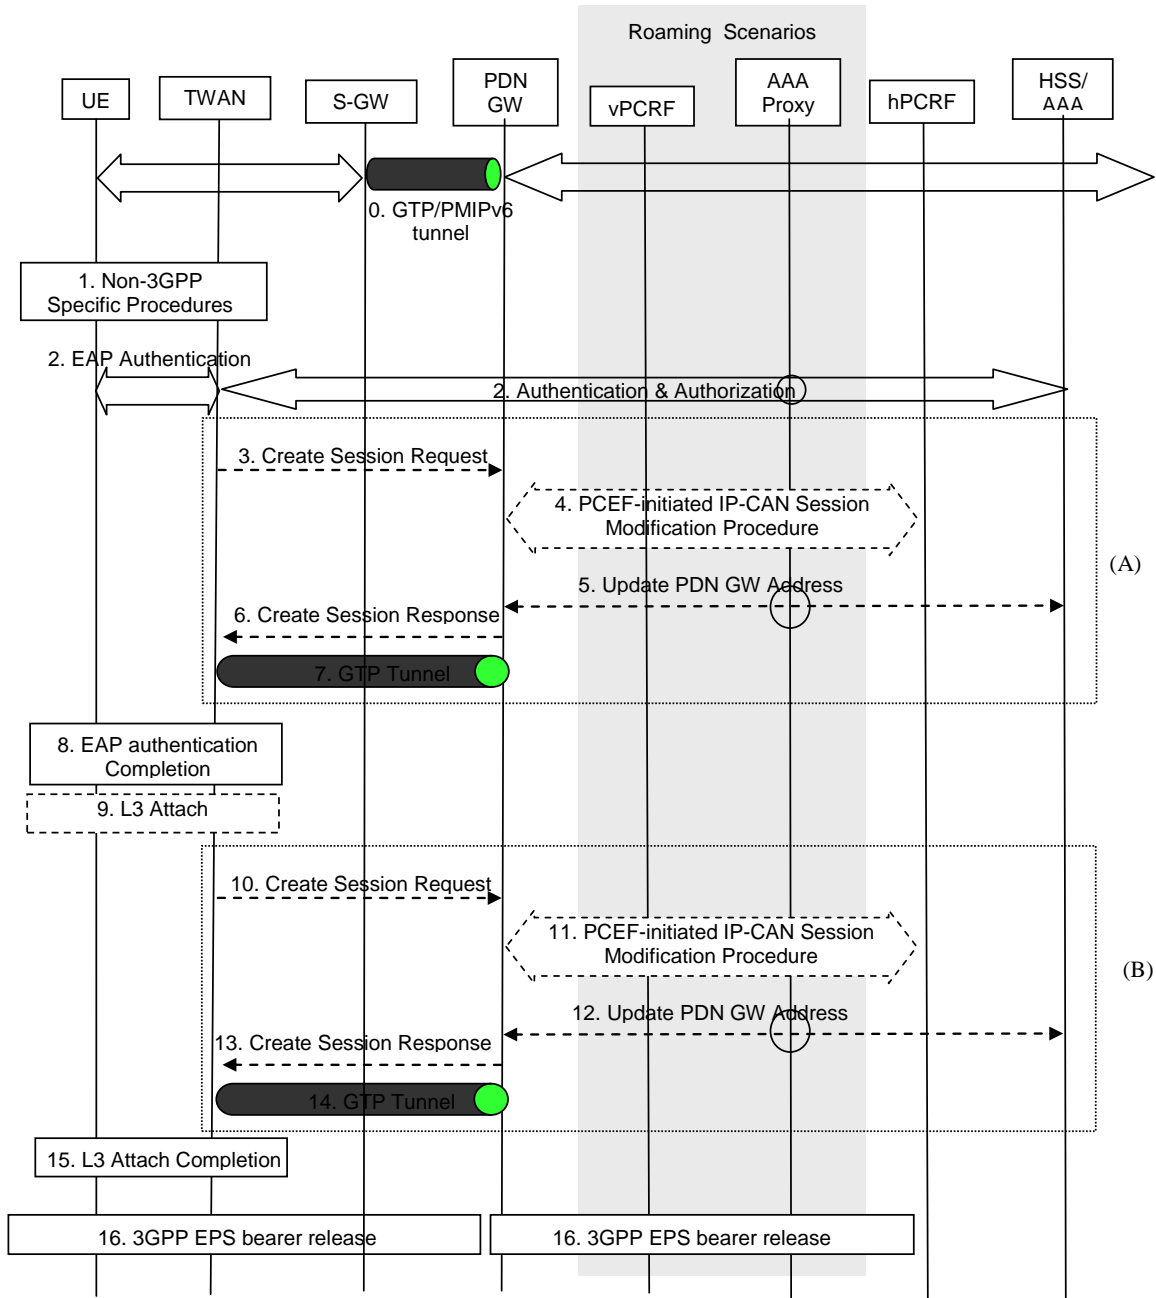 Roaming Scenarios
UE
TWAN
S-GW
PDN
GW
vPCRF
AAA
Proxy
hPCRF
HSS/
AAA
0. GTP/PMIPv6
tunnel
1. Non-3GPP
Specific Procedures
2. EAP Authentication
2. Authentication & Authorization
3. Create Session Request
4. PCEF-initiated IP-CAN Session
Modification Procedure
(A)
5. Update PDN GW Address
6. Create Session Response
7. GTP Tunnel
8. EAP authentication
Completion
9. L3 Attach
10. Create Session Request
11. PCEF-initiated IP-CAN Session
Modification Procedure
(B)
12. Update PDN GW Address
13. Create Session Response
14. GTP Tunnel
15. L3 Attach Completion
16. 3GPP EPS bearer release
16. 3GPP EPS bearer release